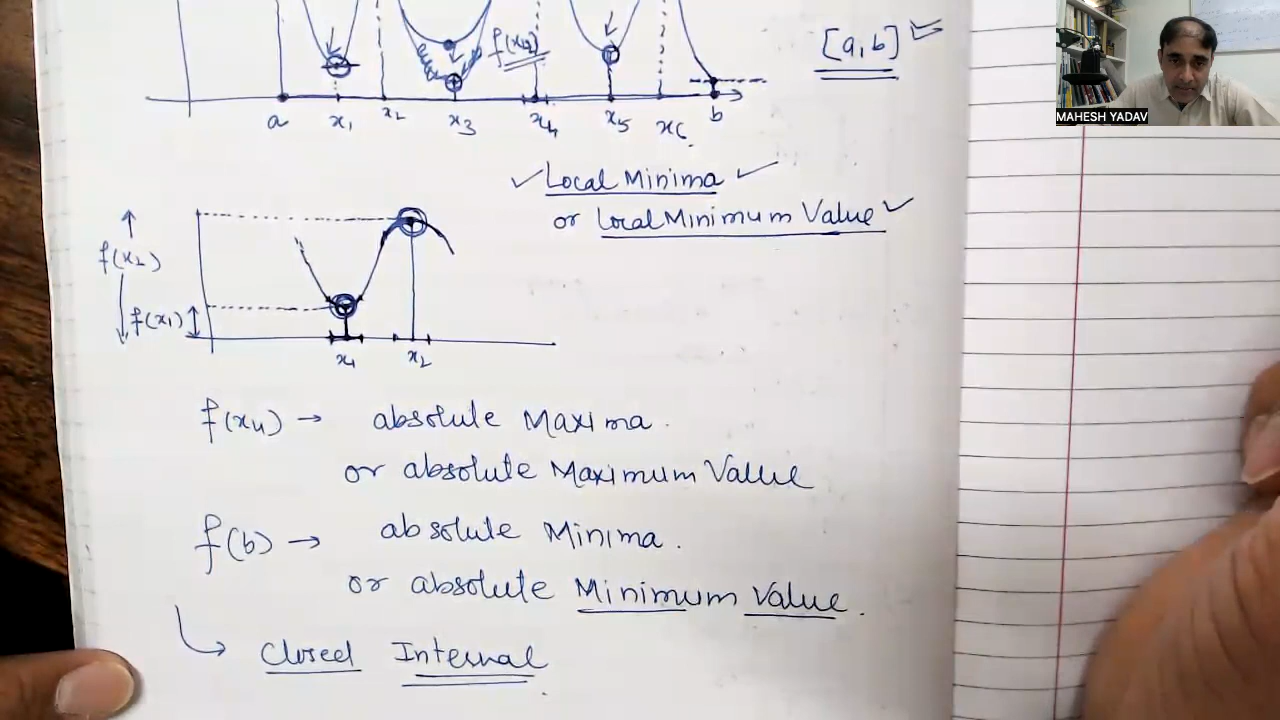 f(x4)
[a,b]
a x1 x2 x3 x4 x5 x6 b
Local Minima
or Local Minimum Value
f(x2)
f(x1)
x1 x2
f(x4) → absolute Maxima.
or absolute Maximum Value
f(b) → absolute Minima.
or absolute Minimum Value.
Closed Interval
MAHESH YADAV